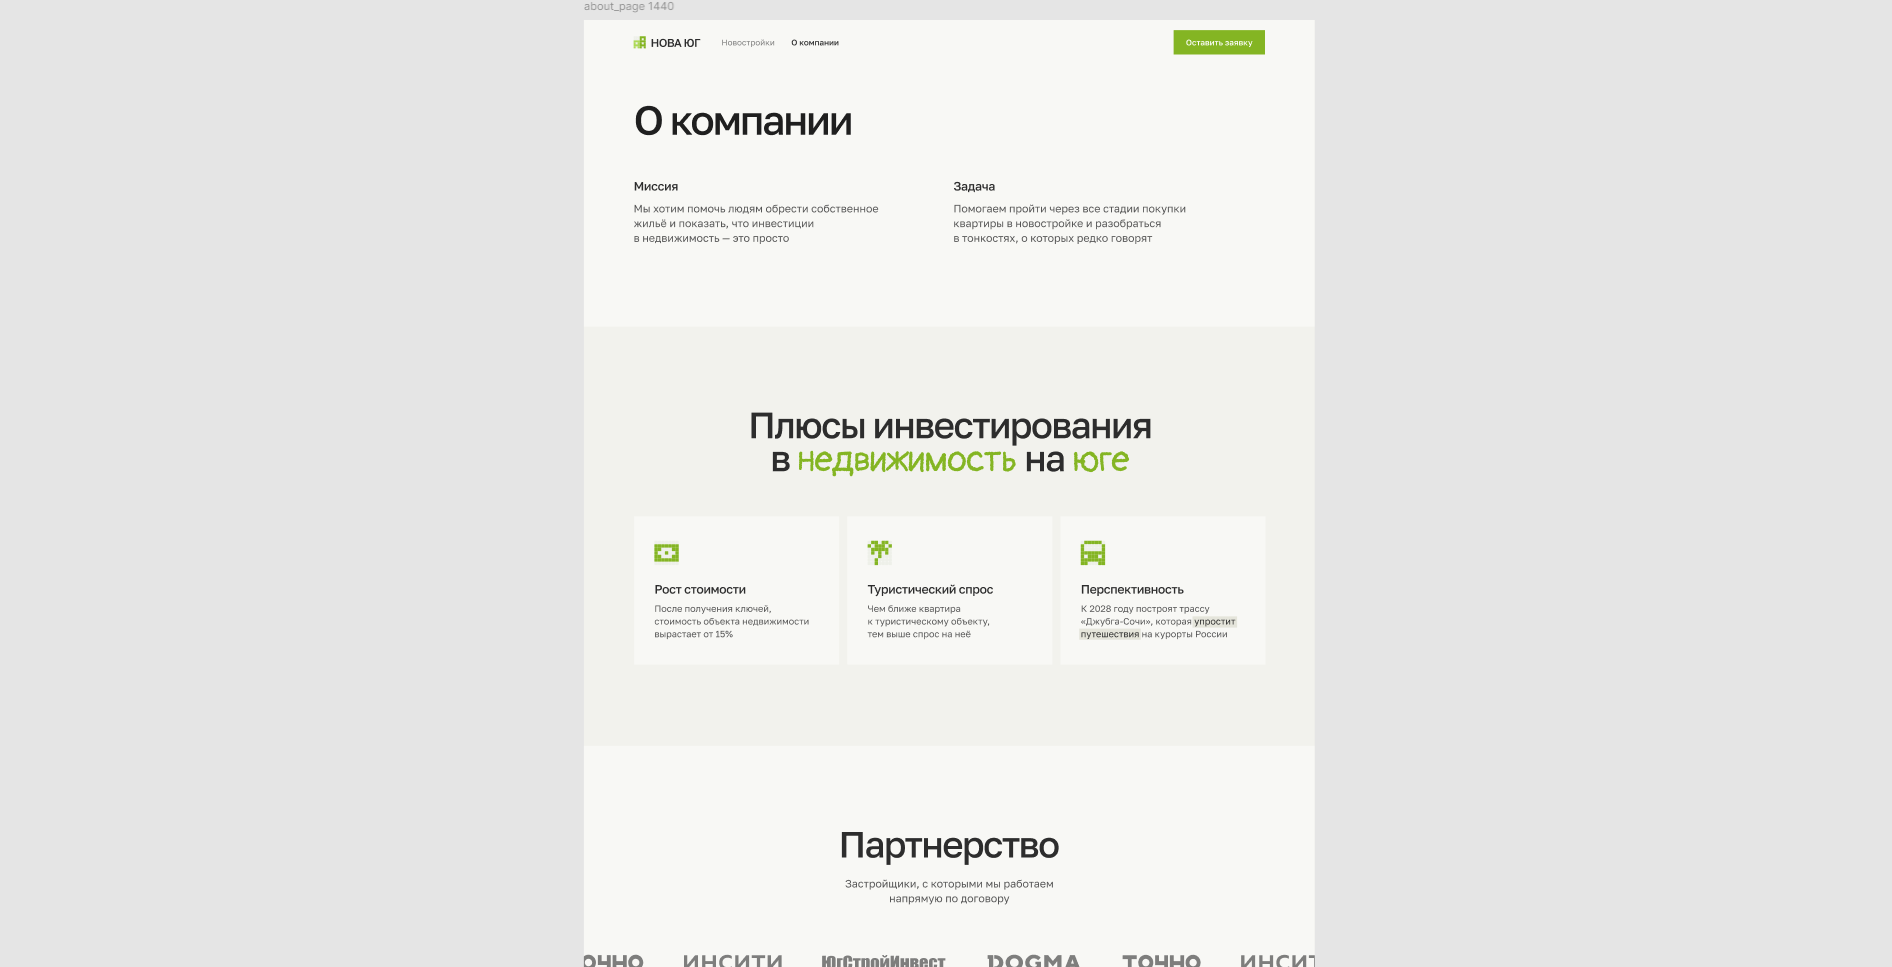 about_page 1440
НОВА ЮГ
Новостройки
О компании
Оставить заявку
О компании
Миссия
Мы хотим помочь людям обрести собственное
жильё и показать, что инвестиции
в недвижимость — это просто
Задача
Помогаем пройти через все стадии покупки
квартиры в новостройке и разобраться
в тонкостях, о которых редко говорят
Плюсы инвестирования
в недвижимость на юге
Рост стоимости
После получения ключей,
стоимость объекта недвижимости
вырастает от 15%
Туристический спрос
Чем ближе квартира
к туристическому объекту,
тем выше спрос на неё
Перспективность
К 2028 году построят трассу
«Джубга-Сочи», которая упростит
путешествия на курорты России
Партнерство
Застройщики, с которыми мы работаем
напрямую по договору
ОЧНО
ИНСИТИ
ЮгСтройИнвест
DOGMA
ТОЧНО
ИНСИТ